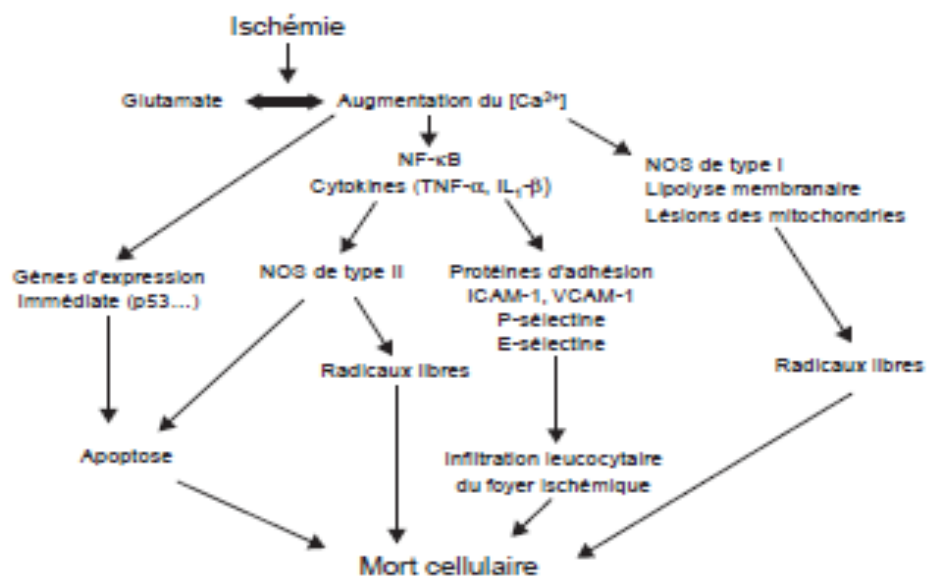 Ischémie
Glutamate
Augmentation du [Ca²⁺]
NF-κB
Cytokines (TNF-α, IL₁-β)
NOS de type I
Lipolyse membranaire
Lésions des mitochondries
Gènes d'expression
Immédiate (p53...)
NOS de type II
Protéines d'adhésion
ICAM-1, VCAM-1
P-sélectine
E-sélectine
Radicaux libres
Radicaux libres
Apoptose
Infiltration leucocytaire
du foyer ischémique
Mort cellulaire